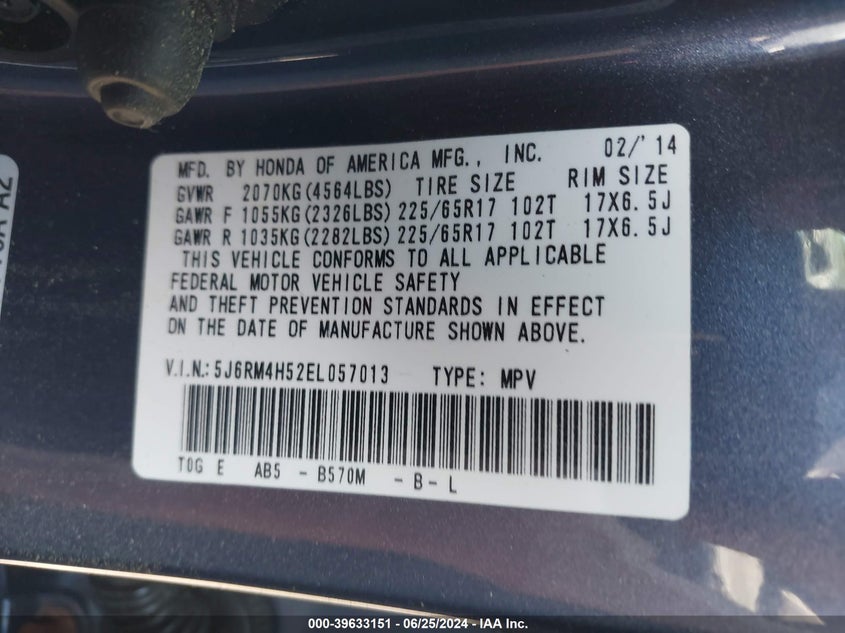 MFD. BY HONDA OF AMERICA MFG., INC. 02/'14
GVWR 2070KG(4564LBS) TIRE SIZE RIM SIZE
GAWR F 1055KG(2326LBS) 225/65R17 102T 17X6.5J
GAWR R 1035KG(2282LBS) 225/65R17 102T 17X6.5J
THIS VEHICLE CONFORMS TO ALL APPLICABLE
FEDERAL MOTOR VEHICLE SAFETY
AND THEFT PREVENTION STANDARDS IN EFFECT
ON THE DATE OF MANUFACTURE SHOWN ABOVE.
V.I.N.: 5J6RM4H52EL057013 TYPE: MPV
T0G E AB5 - B570M - B - L
000-39633151 - 06/25/2024 - IAA Inc.